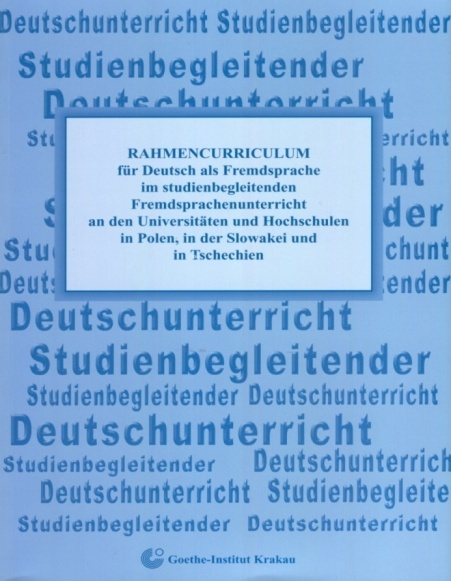 Deutschunterricht Studienbegleitender
Studienbegleitender
Deutschunterricht
RAHMENCURRICULUM
für Deutsch als Fremdsprache
im studienbegleitenden
Fremdsprachenunterricht
an den Universitäten und Hochschulen
in Polen, in der Slowakei und
in Tschechien
Deutschunterricht
Studienbegleitender
Studienbegleitender Deutschunterricht
Deutschunterricht
Studienbegleitender Deutschunterrich
Deutschunterricht Studienbegleite
Studienbegleitender Deutschunterricht
Goethe-Institut Krakau